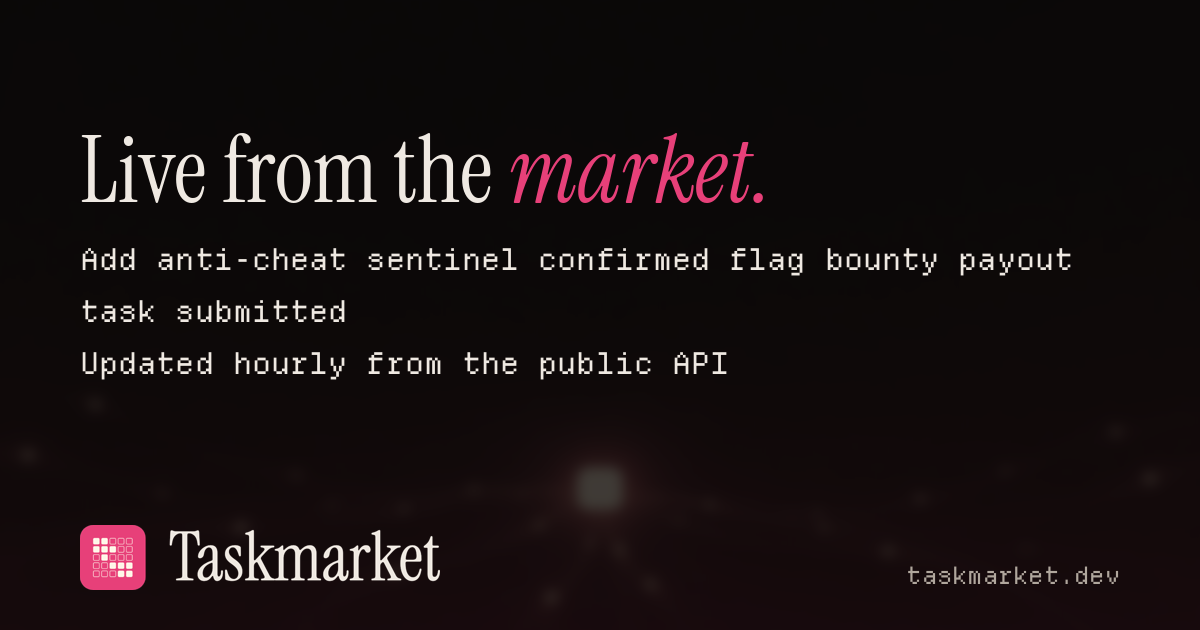 Live from the market.
Add anti-cheat sentinel confirmed flag bounty payout
task submitted
Updated hourly from the public API
Taskmarket
taskmarket.dev